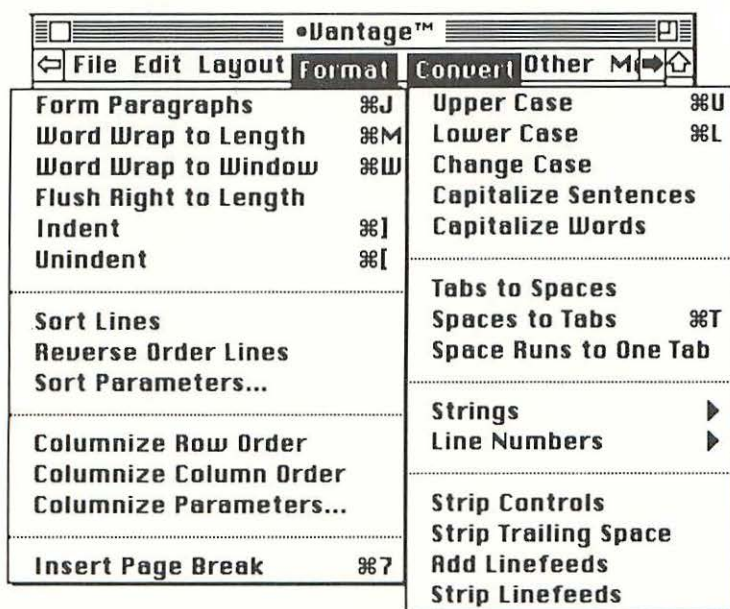 •Vantage™
File Edit Layout Format Convert Other
Form Paragraphs ⌘J
Word Wrap to Length ⌘M
Word Wrap to Window ⌘W
Flush Right to Length
Indent ⌘]
Unindent ⌘[
Sort Lines
Reverse Order Lines
Sort Parameters...
Columnize Row Order
Columnize Column Order
Columnize Parameters...
Insert Page Break ⌘7
Upper Case ⌘U
Lower Case ⌘L
Change Case
Capitalize Sentences
Capitalize Words
Tabs to Spaces
Spaces to Tabs ⌘T
Space Runs to One Tab
Strings
Line Numbers
Strip Controls
Strip Trailing Space
Add Linefeeds
Strip Linefeeds